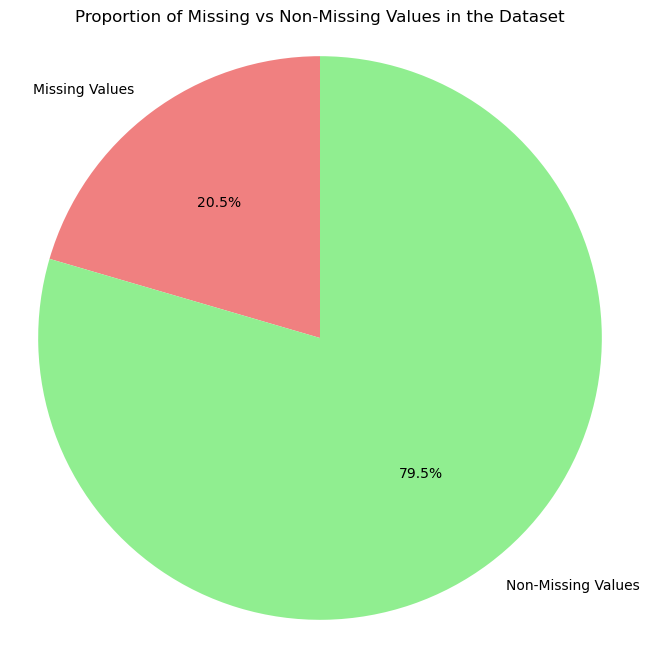 Proportion of Missing vs Non-Missing Values in the Dataset
Missing Values
20.5%
79.5%
Non-Missing Values